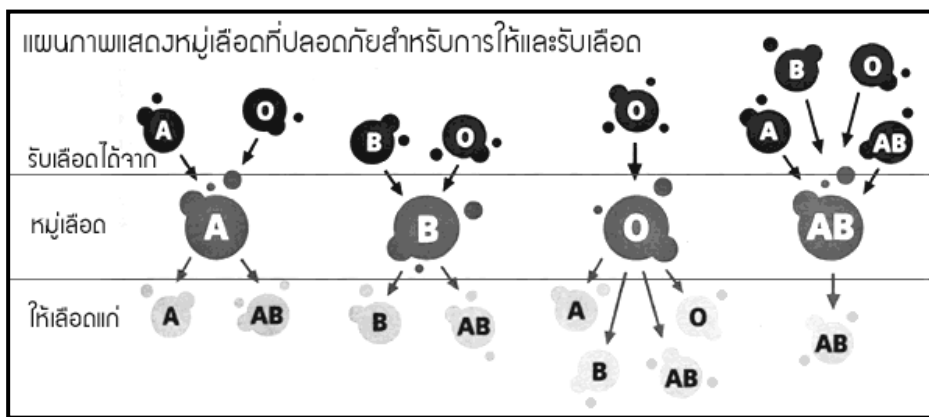 แผนภาพแสดงหมู่เลือดที่ปลอดภัยสำหรับการให้และรับเลือด
B O
A O B O O A AB
รับเลือดได้จาก
หมู่เลือด A B O AB
ให้เลือดแก่ A AB B AB A O AB
B AB